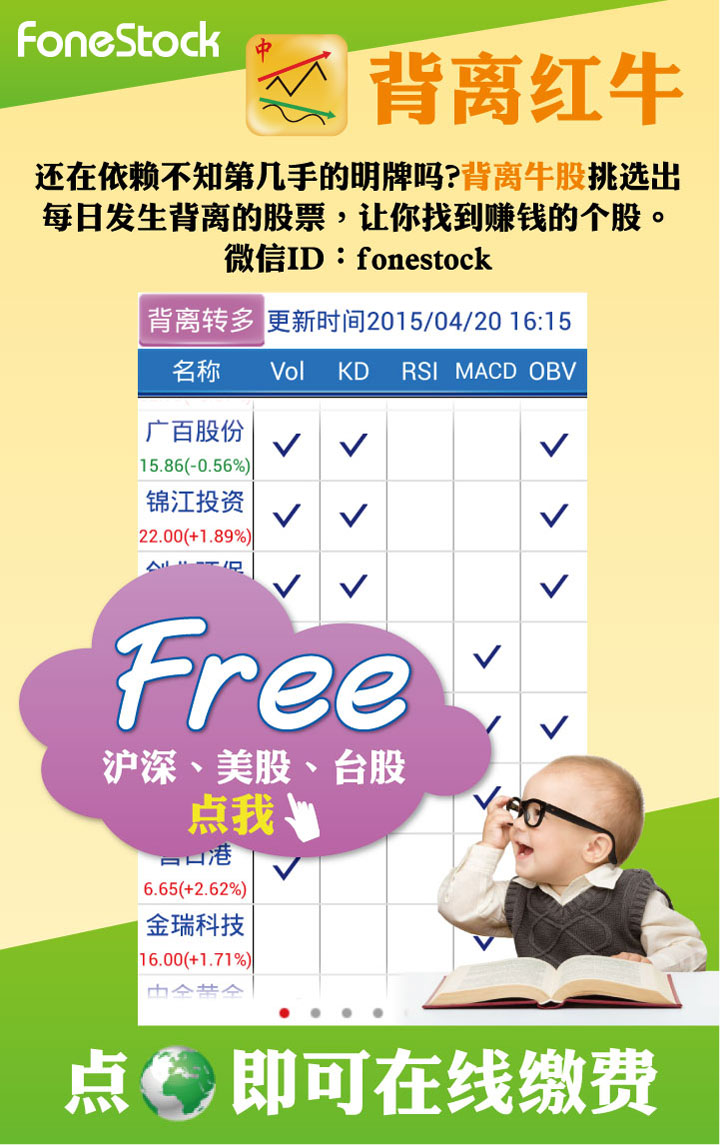 FoneStock
中
背离红牛
还在依赖不知第几手的明牌吗?背离牛股挑选出
每日发生背离的股票，让你找到赚钱的个股。
微信ID：fonestock
背离转多 更新时间2015/04/20 16:15
名称 Vol KD RSI MACD OBV
广百股份
15.86(-0.56%)
锦江投资
22.00(+1.89%)
Free
沪深、美股、台股
点我
6.65(+2.62%)
金瑞科技
16.00(+1.71%)
中金黄金
点 即可在线缴费